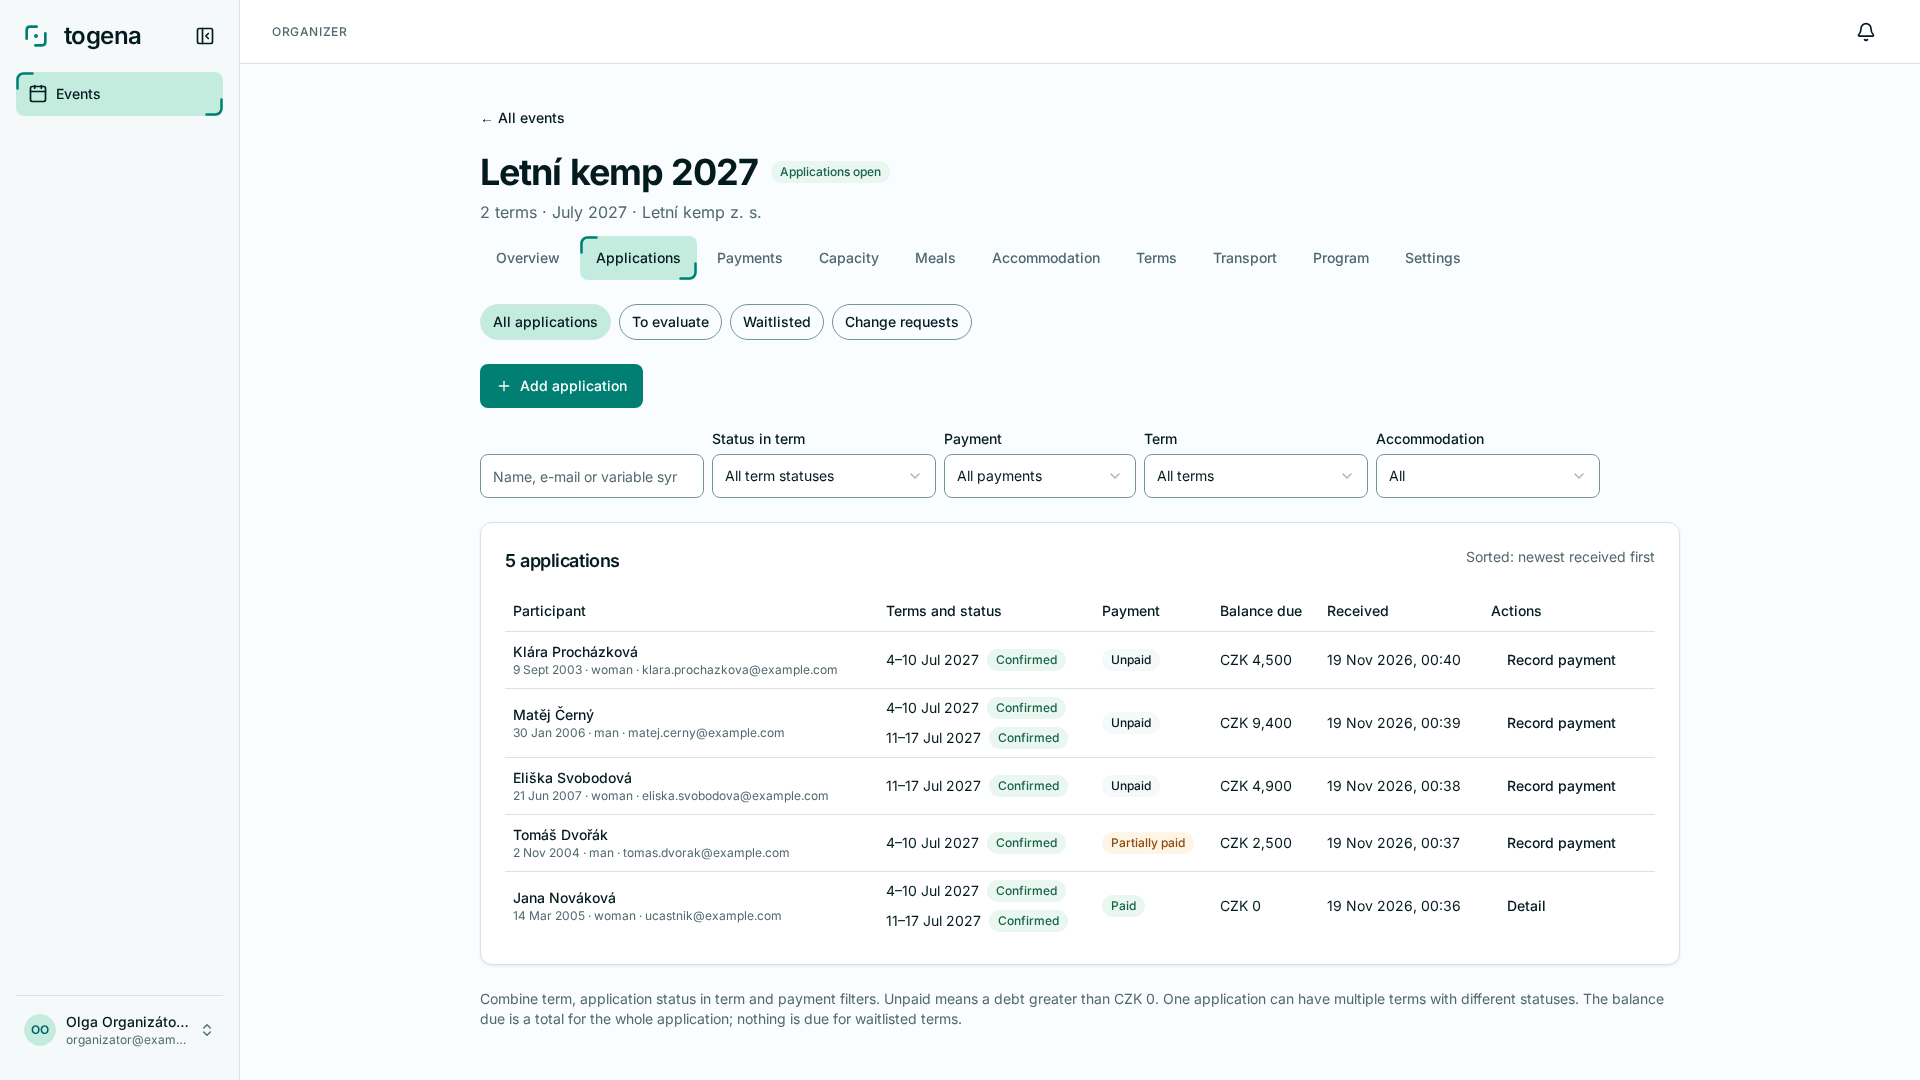 togena
ORGANIZER
Events
← All events
Letní kemp 2027 Applications open
2 terms · July 2027 · Letní kemp z. s.
Overview Applications Payments Capacity Meals Accommodation Terms Transport Program Settings
All applications To evaluate Waitlisted Change requests
+ Add application
Status in term Payment Term Accommodation
Name, e-mail or variable syr All term statuses All payments All terms All
5 applications Sorted: newest received first
Participant Terms and status Payment Balance due Received Actions
Klára Procházková
9 Sept 2003 · woman · klara.prochazkova@example.com
4–10 Jul 2027 Confirmed Unpaid CZK 4,500 19 Nov 2026, 00:40 Record payment
Matěj Černý
30 Jan 2006 · man · matej.cerny@example.com
4–10 Jul 2027 Confirmed
11–17 Jul 2027 Confirmed
Unpaid CZK 9,400 19 Nov 2026, 00:39 Record payment
Eliška Svobodová
21 Jun 2007 · woman · eliska.svobodova@example.com
11–17 Jul 2027 Confirmed Unpaid CZK 4,900 19 Nov 2026, 00:38 Record payment
Tomáš Dvořák
2 Nov 2004 · man · tomas.dvorak@example.com
4–10 Jul 2027 Confirmed Partially paid CZK 2,500 19 Nov 2026, 00:37 Record payment
Jana Nováková
14 Mar 2005 · woman · ucastnik@example.com
4–10 Jul 2027 Confirmed
11–17 Jul 2027 Confirmed
Paid CZK 0 19 Nov 2026, 00:36 Detail
Combine term, application status in term and payment filters. Unpaid means a debt greater than CZK 0. One application can have multiple terms with different statuses. The balance
due is a total for the whole application; nothing is due for waitlisted terms.
OO Olga Organizáto...
organizator@exam...